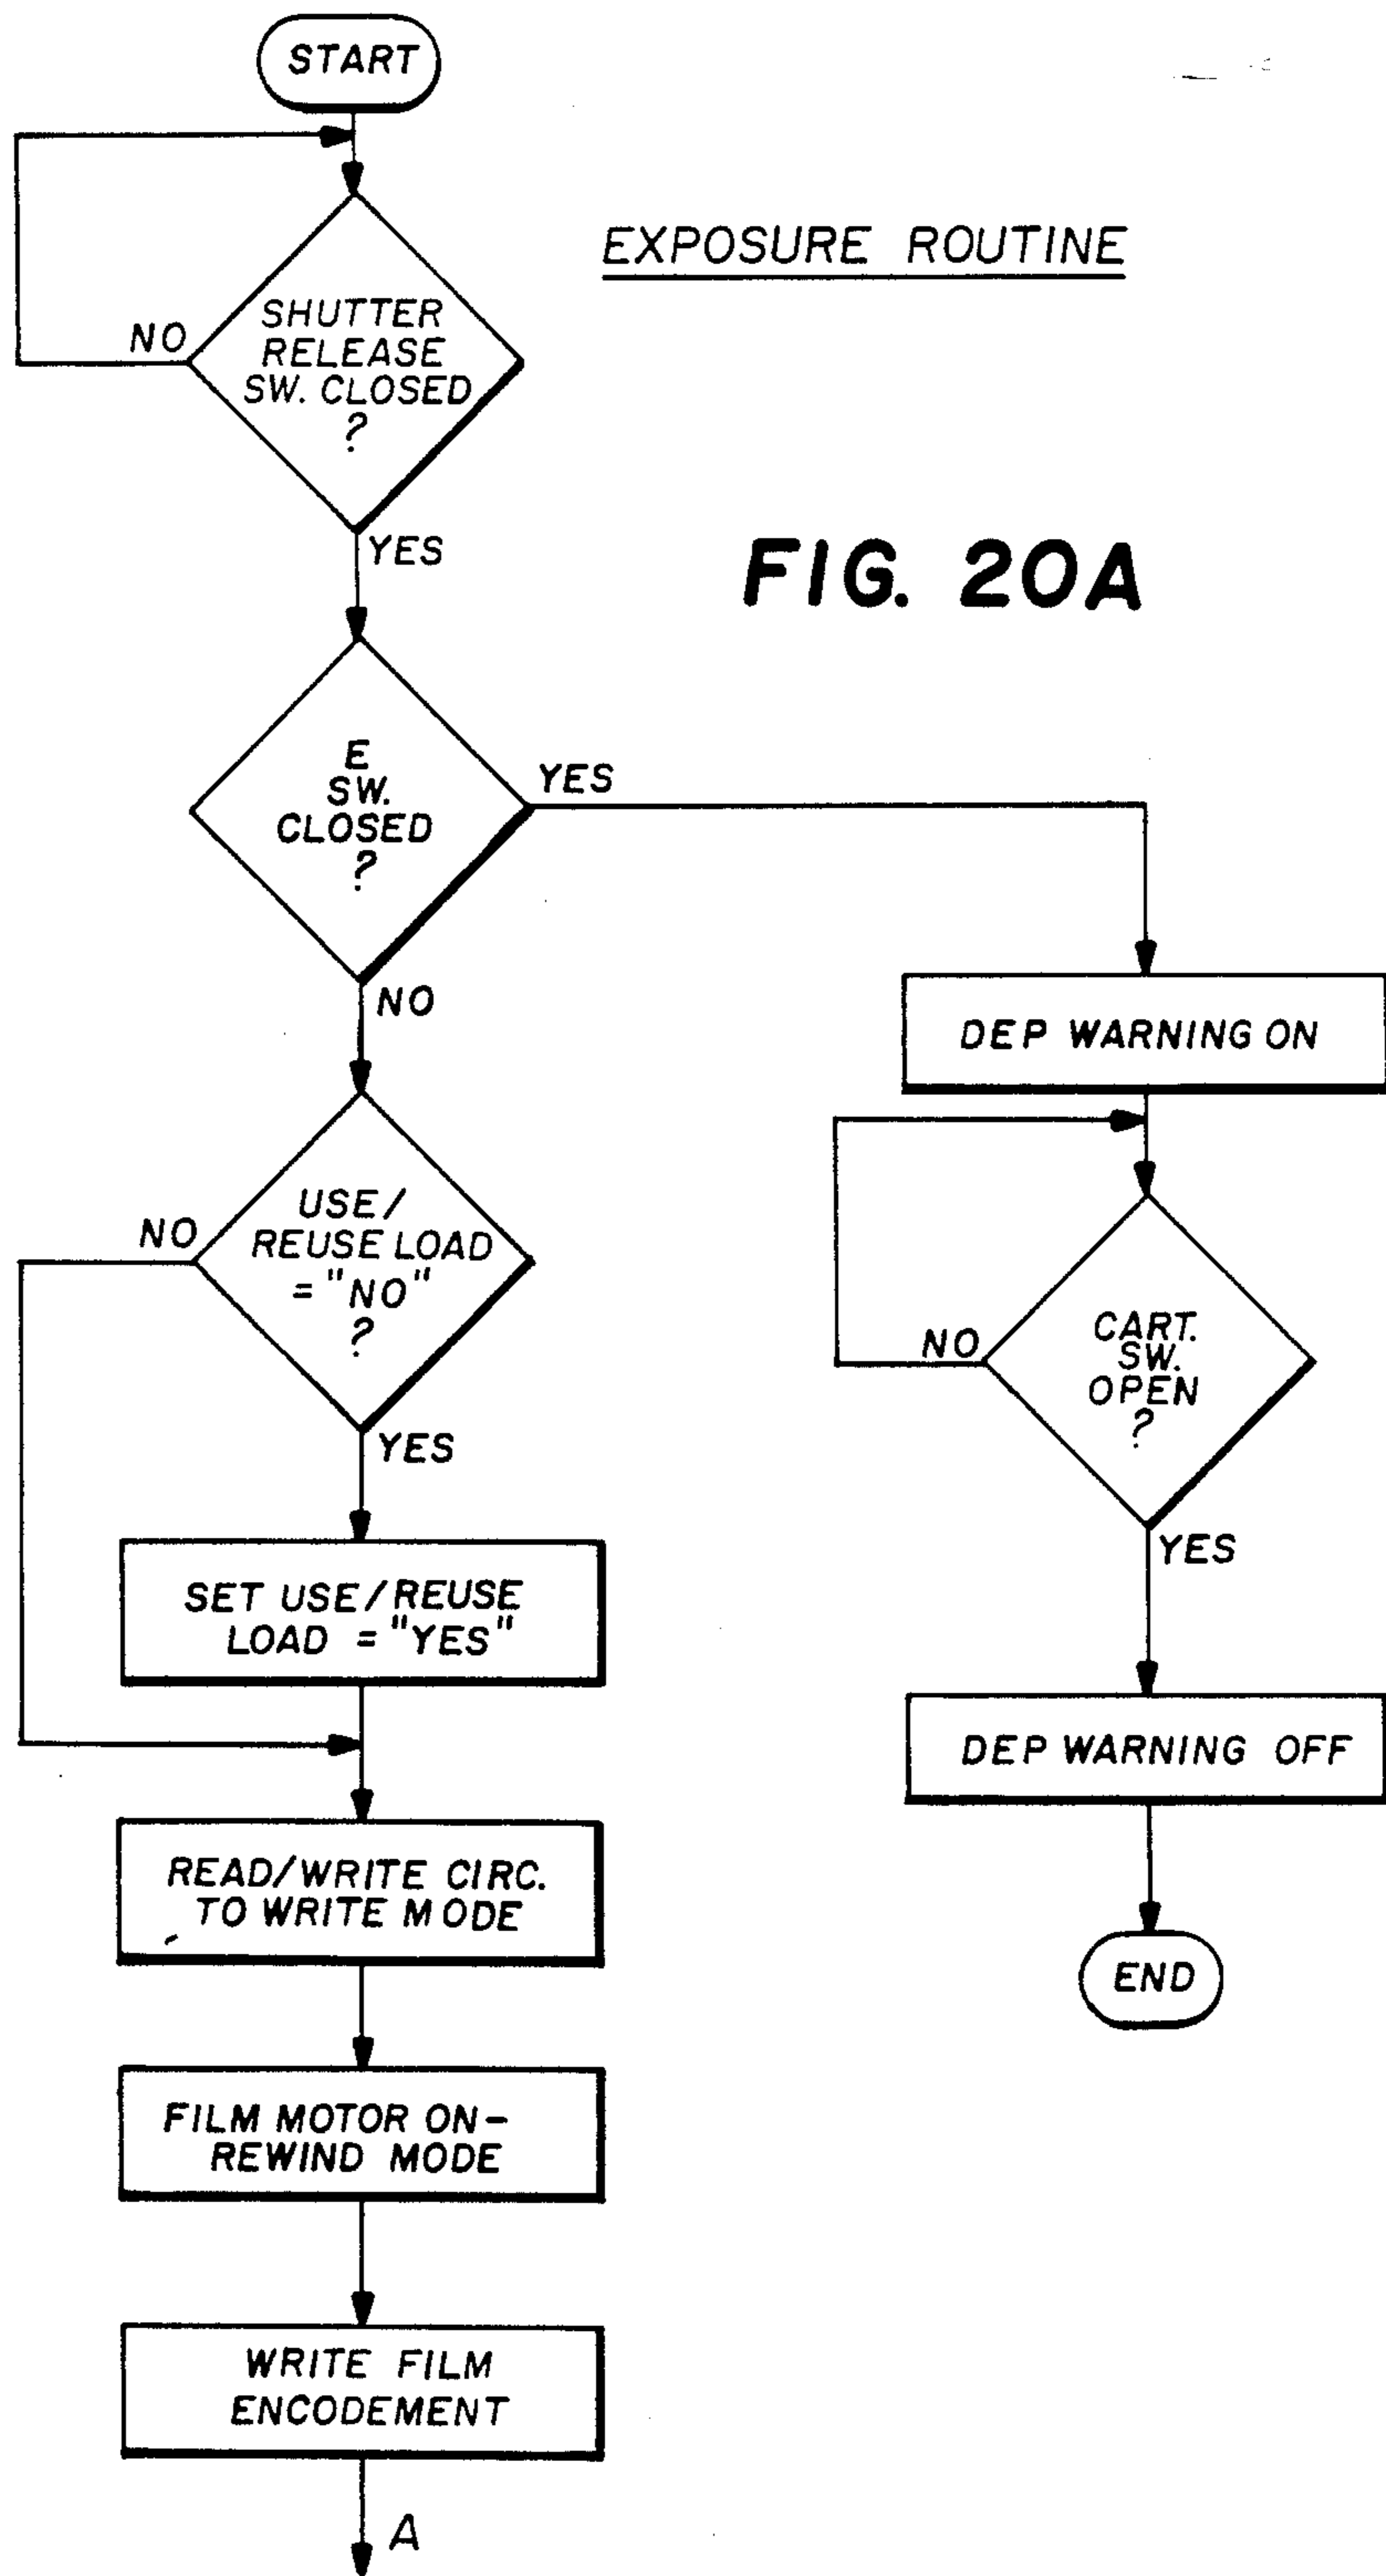 START
EXPOSURE ROUTINE
SHUTTER
RELEASE
SW. CLOSED
?
NO
YES
FIG. 20A
E
SW.
CLOSED
?
YES
NO
DEP WARNING ON
USE/
REUSE LOAD
= "NO"
?
NO
YES
CART.
SW.
OPEN
?
NO
YES
SET USE/REUSE
LOAD = "YES"
DEP WARNING OFF
READ/WRITE CIRC.
TO WRITE MODE
END
FILM MOTOR ON-
REWIND MODE
WRITE FILM
ENCODEMENT
A